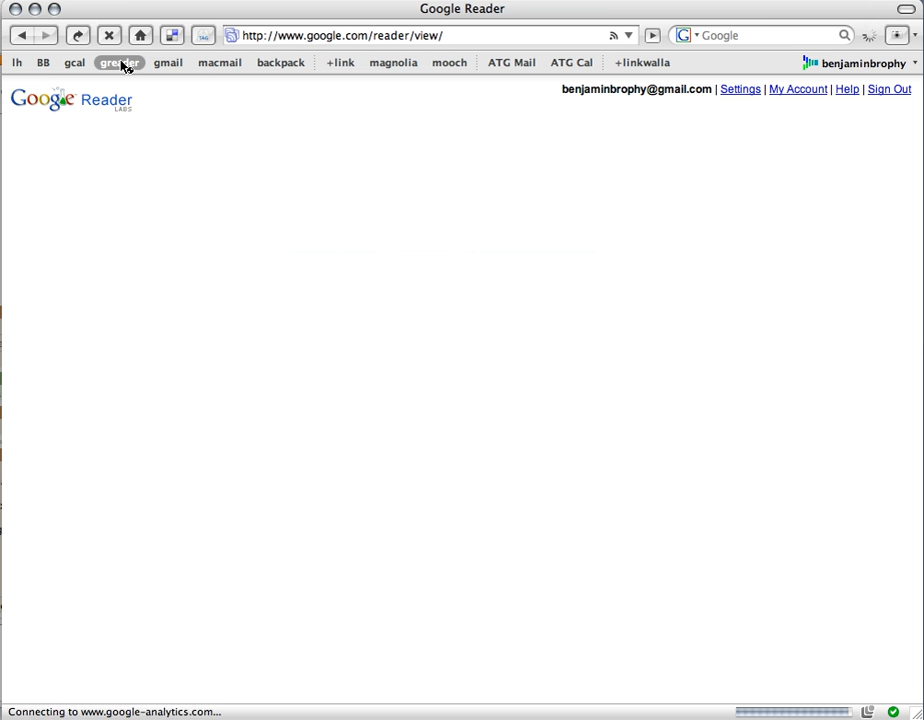 Google Reader
http://www.google.com/reader/view/
Google
lh BB gcal greader gmail macmail backpack +link magnolia mooch ATG Mail ATG Cal +linkwalla benjaminbrophy
benjaminbrophy@gmail.com | Settings | My Account | Help | Sign Out
Google Reader
LABS
Connecting to www.google-analytics.com...